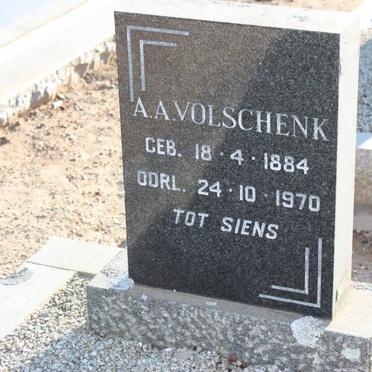 A.A.VOLSCHENK
GEB. 18·4·1884
OORL. 24·10·1970
TOT SIENS